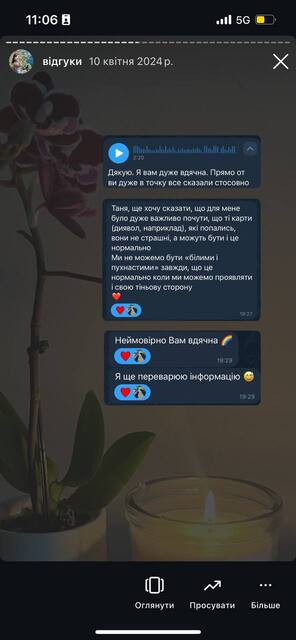 11:06
5G
відгуки 10 квітня 2024 р.
2:20
Дякую. Я вам дуже вдячна. Прямо от
ви дуже в точку все сказали стосовно
Таня, ще хочу сказати, що для мене
було дуже важливо почути, що ті карти
(диявол, наприклад), які попались,
вони не страшні, а можуть бути і це
нормально
Ми не можемо бути «білими і
пухнастими» завжди, що це
нормально коли ми можемо проявляти
і свою тіньову сторону
❤️
19:27
Неймовірно Вам вдячна 🌈
19:29
Я ще переварюю інформацію 😅
19:29
Оглянути Просувати Більше